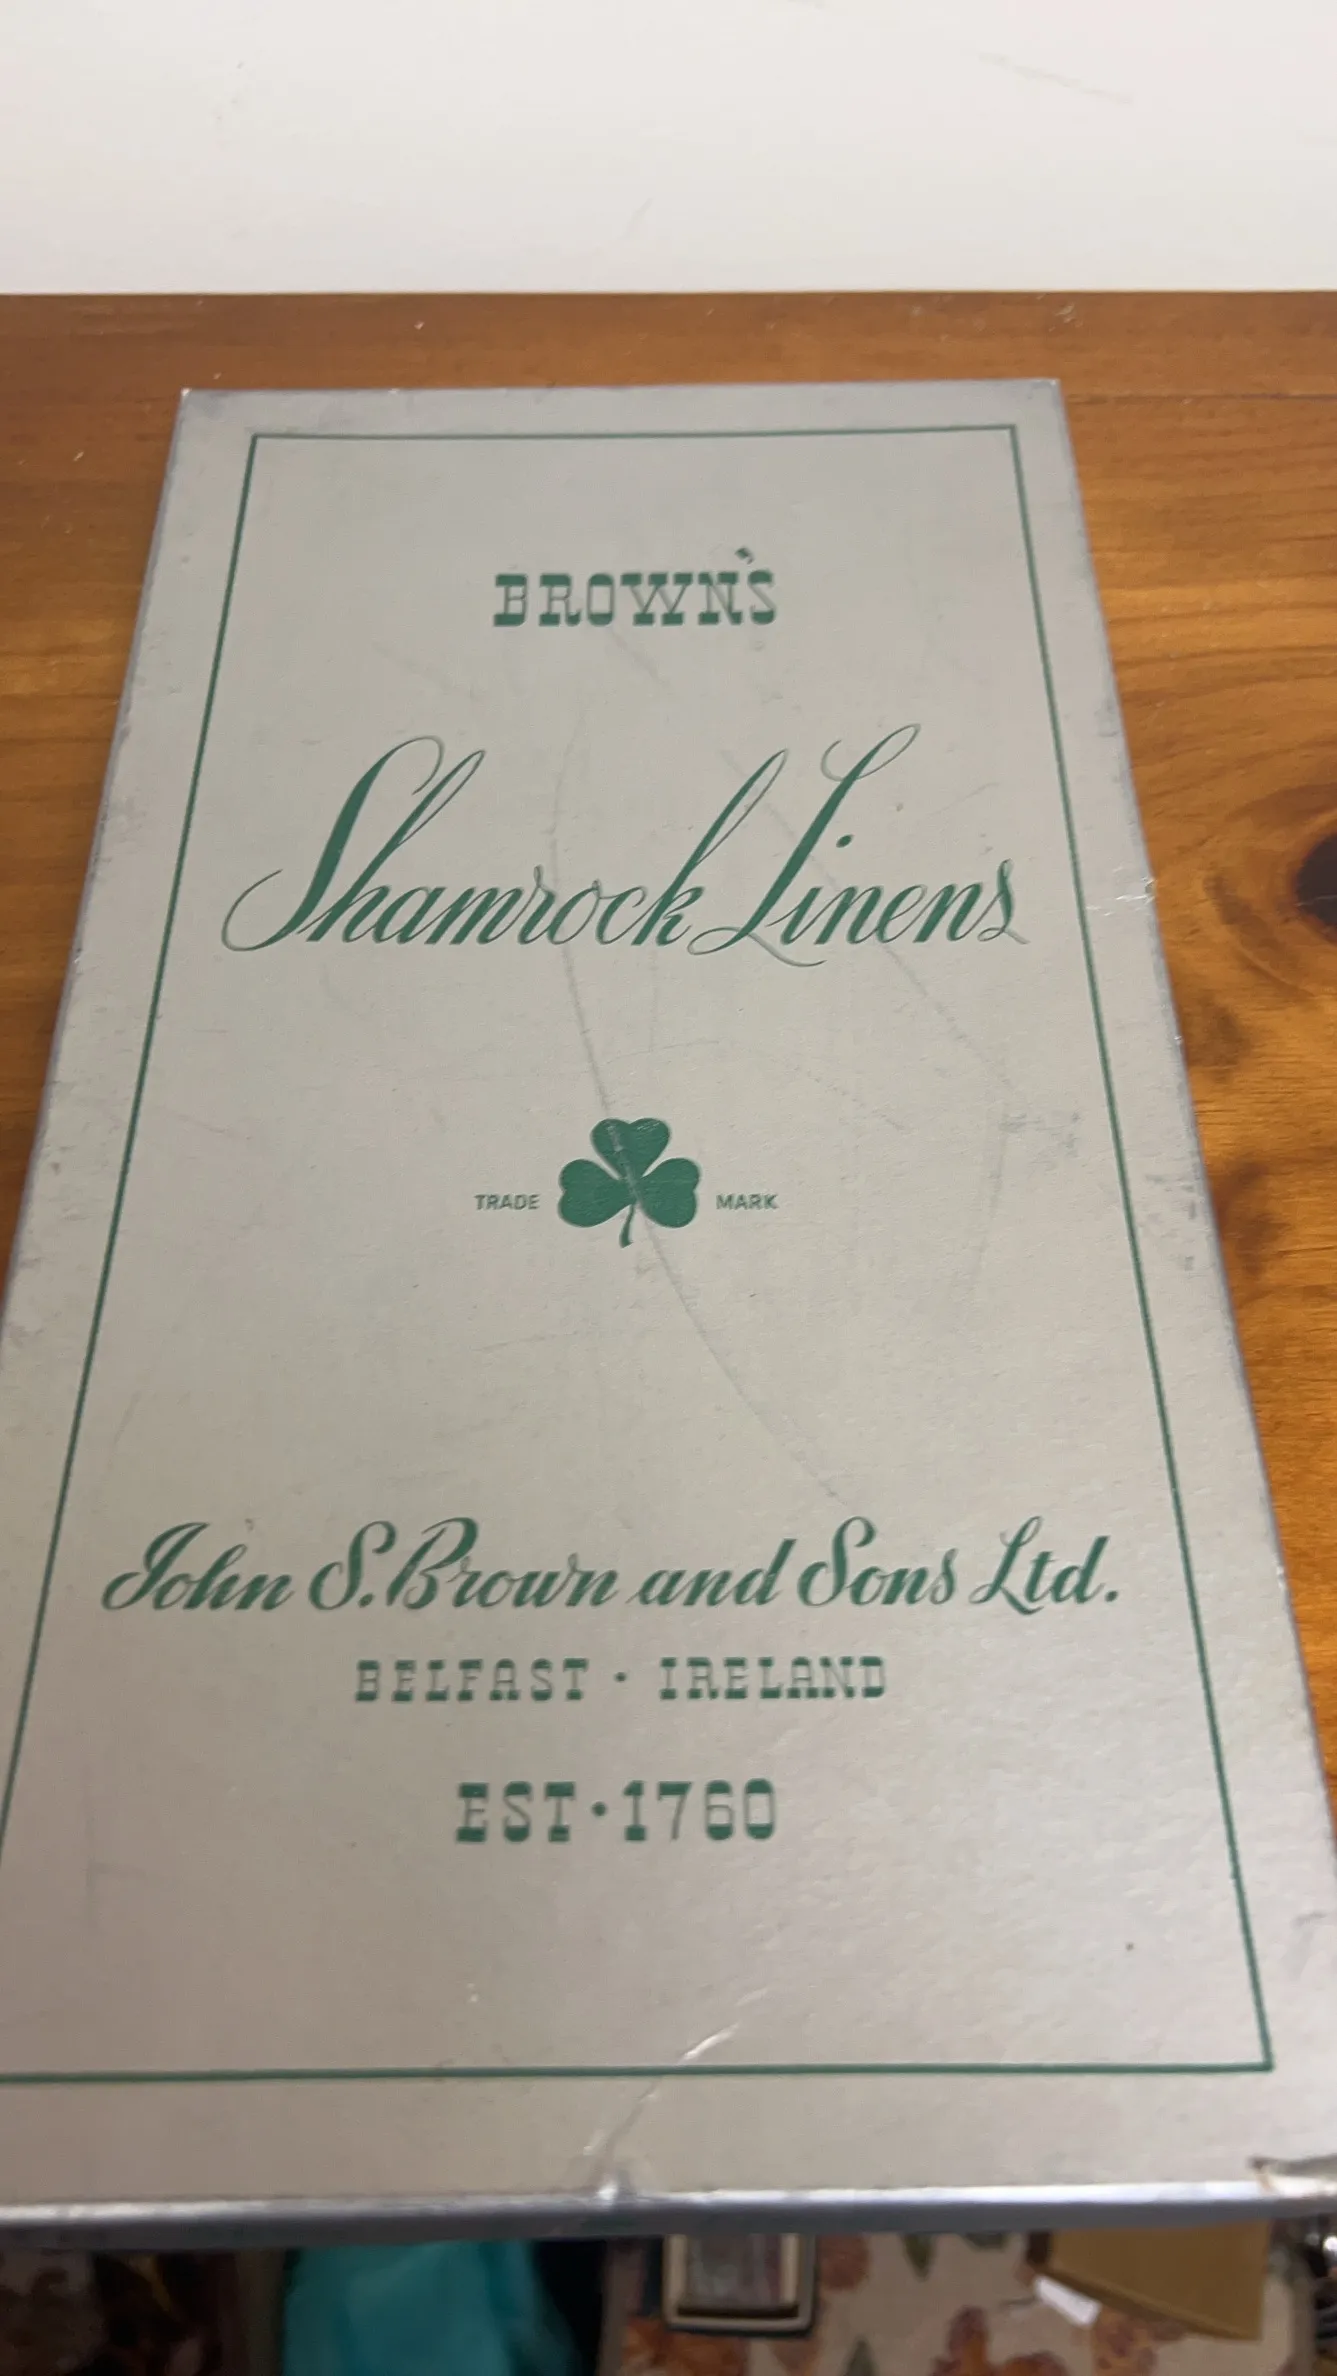 BROWN'S
Shamrock Linens
TRADE MARK
John S. Brown and Sons Ltd.
BELFAST · IRELAND
EST · 1760